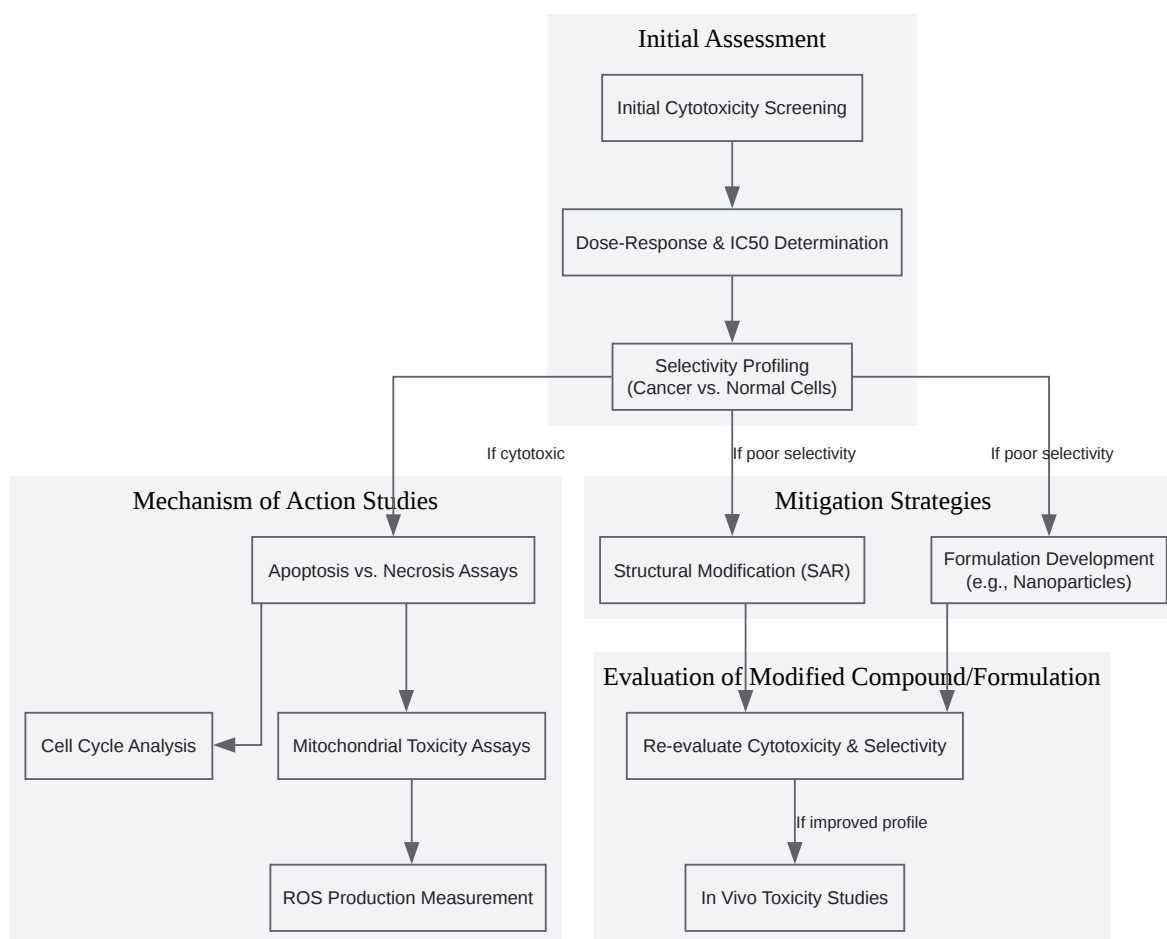 Initial Assessment
Initial Cytotoxicity Screening
Dose-Response & IC50 Determination
Selectivity Profiling
(Cancer vs. Normal Cells)
If cytotoxic
If poor selectivity
If poor selectivity
Mechanism of Action Studies
Mitigation Strategies
Apoptosis vs. Necrosis Assays
Structural Modification (SAR)
Formulation Development
(e.g., Nanoparticles)
Evaluation of Modified Compound/Formulation
Cell Cycle Analysis
Mitochondrial Toxicity Assays
Re-evaluate Cytotoxicity & Selectivity
If improved profile
ROS Production Measurement
In Vivo Toxicity Studies